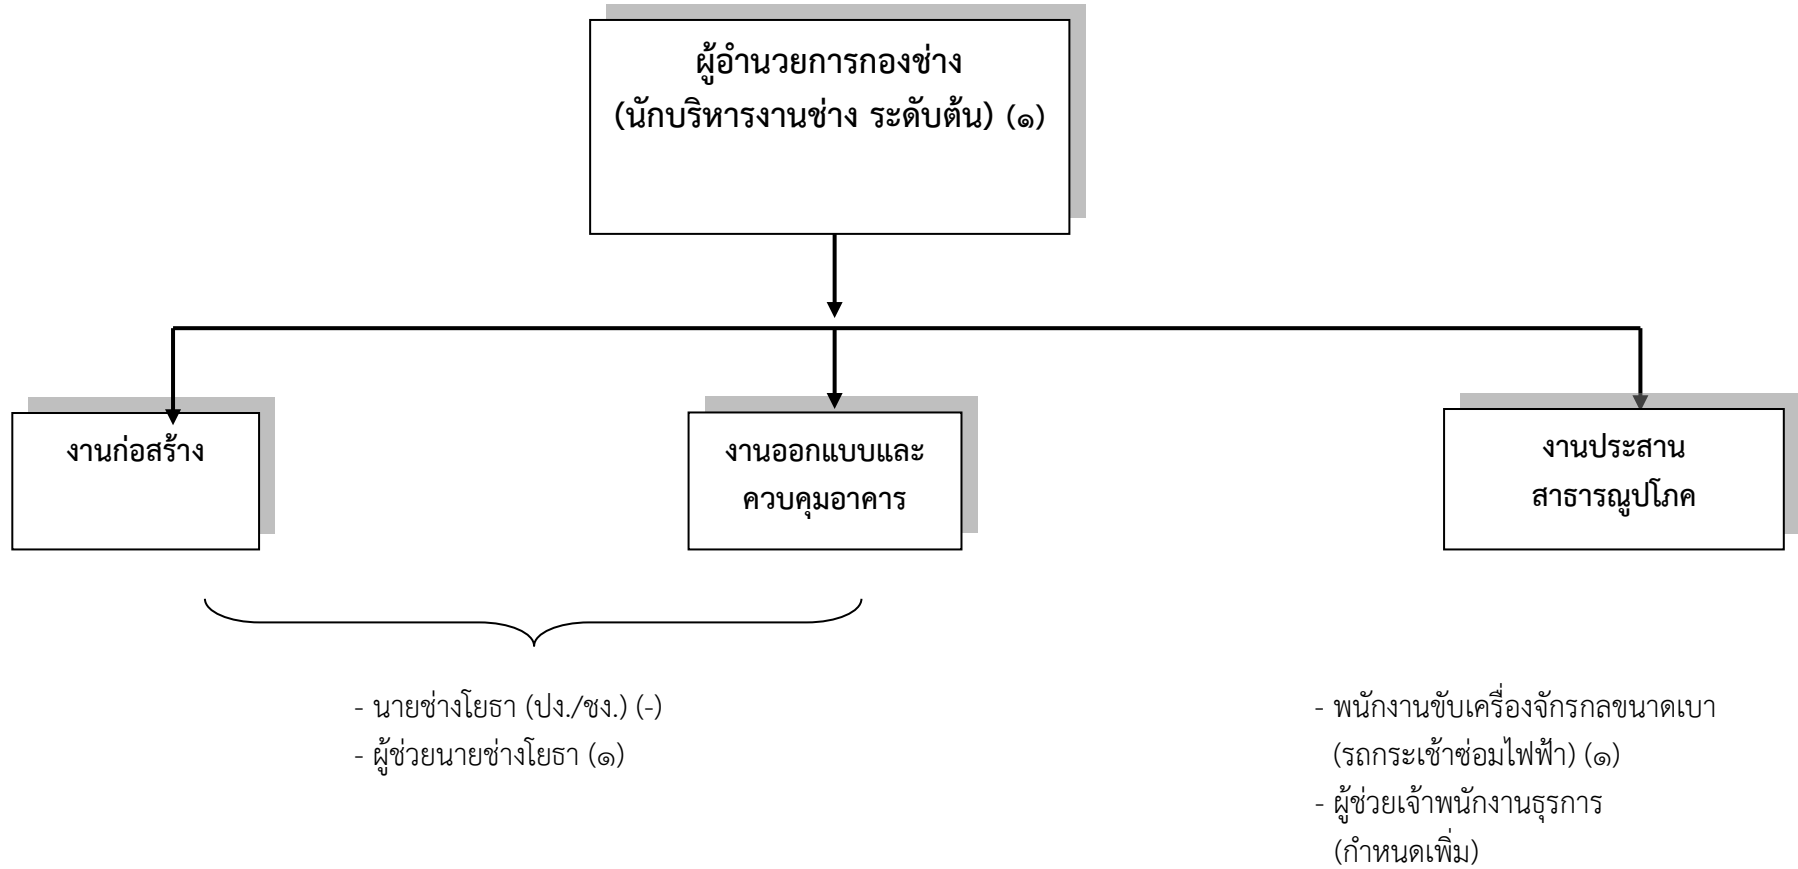 ผู้อำนวยการกองช่าง
(นักบริหารงานช่าง ระดับต้น) (๑)
งานก่อสร้าง
งานออกแบบและ
ควบคุมอาคาร
งานประสาน
สาธารณูปโภค
- นายช่างโยธา (ปง./ชง.) (-)
- ผู้ช่วยนายช่างโยธา (๑)
- พนักงานขับเครื่องจักรกลขนาดเบา
(รถกระเช้าซ่อมไฟฟ้า) (๑)
- ผู้ช่วยเจ้าพนักงานธุรการ
(กำหนดเพิ่ม)